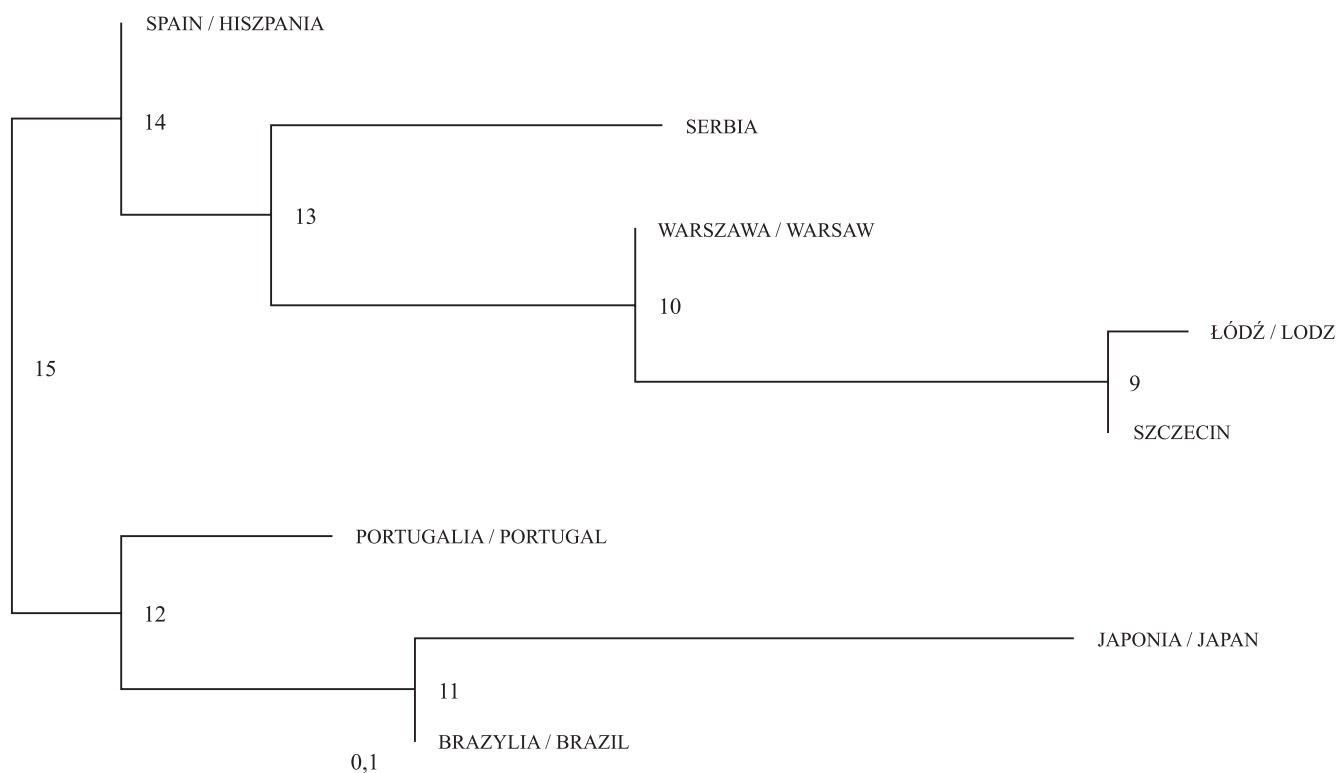 SPAIN / HISZPANIA
14
SERBIA
13
WARSZAWA / WARSAW
10
ŁÓDŹ / LODZ
15
9
SZCZECIN
PORTUGALIA / PORTUGAL
12
JAPONIA / JAPAN
11
BRAZYLIA / BRAZIL
0,1